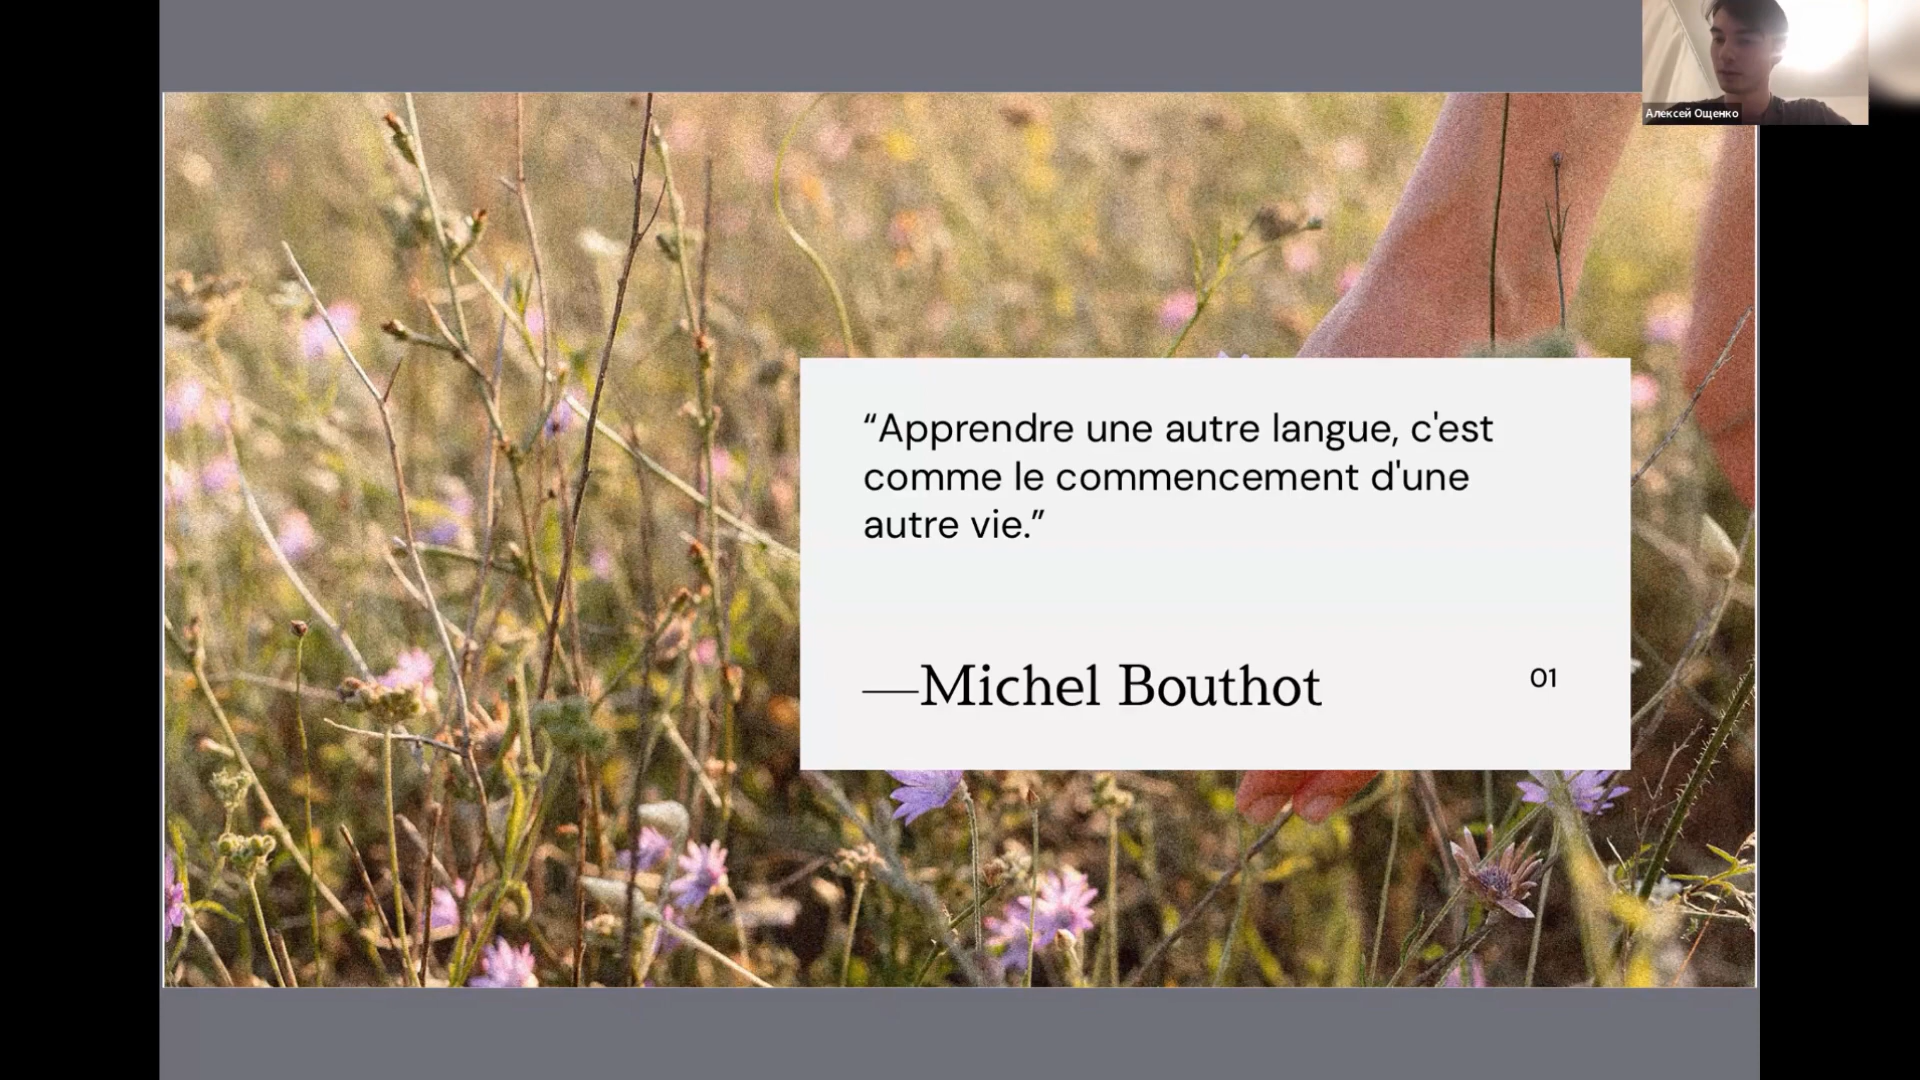 Алексей Ощенко
“Apprendre une autre langue, c'est
comme le commencement d'une
autre vie.”
—Michel Bouthot
01